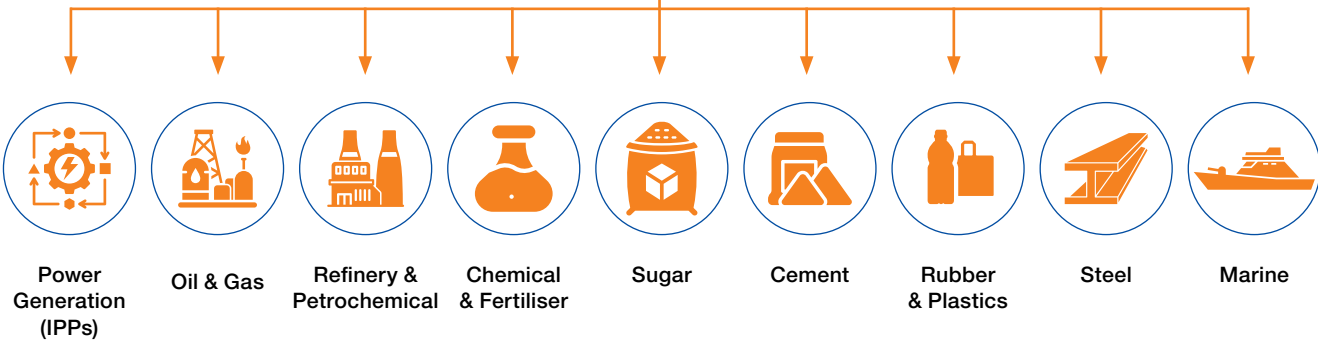 Power
Generation
(IPPs)
Oil & Gas
Refinery &
Petrochemical
Chemical
& Fertiliser
Sugar
Cement
Rubber
& Plastics
Steel
Marine